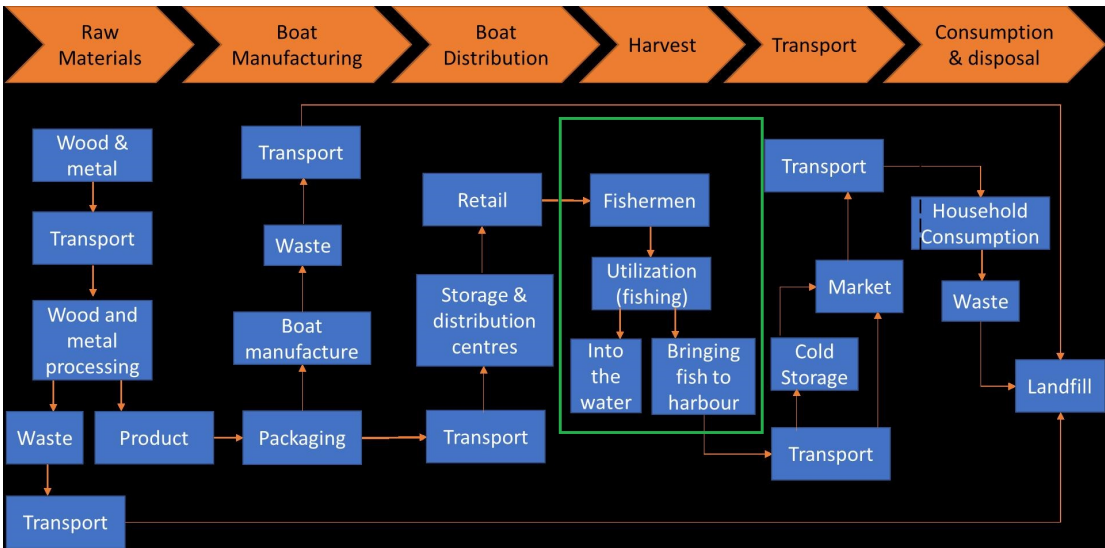 Raw
Materials
Boat
Manufacturing
Boat
Distribution
Harvest
Transport
Consumption
& disposal
Wood &
metal
Transport
Wood and
metal
processing
Waste
Product
Transport
Transport
Waste
Boat
manufacture
Packaging
Retail
Storage &
distribution
centres
Transport
Fishermen
Utilization
(fishing)
Into
the
water
Bringing
fish to
harbour
Transport
Market
Cold
Storage
Transport
Household
Consumption
Waste
Landfill